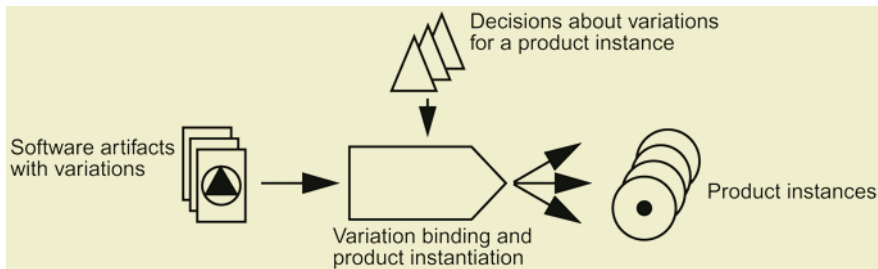 Decisions about variations
for a product instance
Software artifacts
with variations
Product instances
Variation binding and
product instantiation